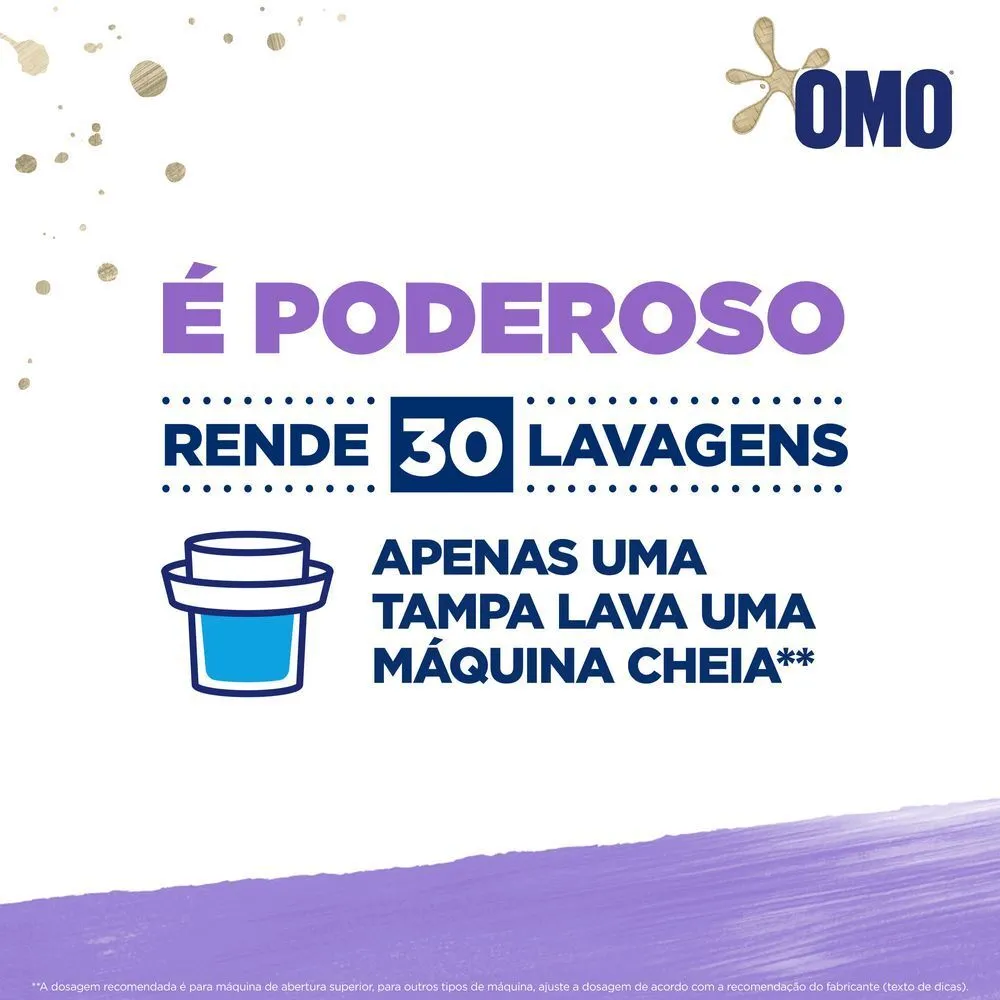 OMO
É PODEROSO
RENDE 30 LAVAGENS
APENAS UMA
TAMPA LAVA UMA
MÁQUINA CHEIA**
**A dosagem recomendada é para máquina de abertura superior, para outros tipos de máquina, ajuste a dosagem de acordo com a recomendação do fabricante (texto de dicas).